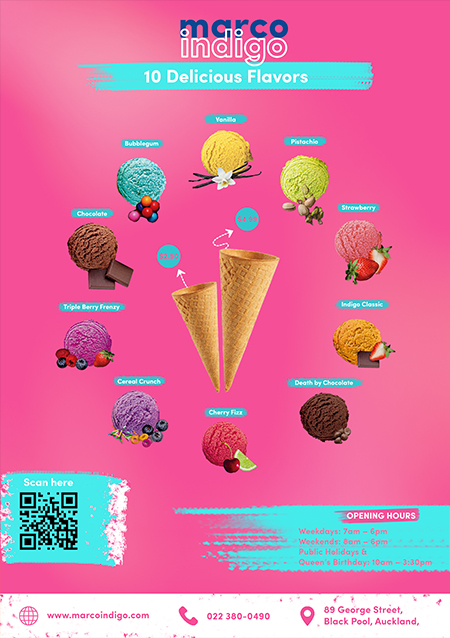 marco
indigo
10 Delicious Flavors
Vanilla
Bubblegum
Pistachio
Chocolate
Strawberry
Triple Berry Frenzy
Indigo Classic
Cereal Crunch
Death by Chocolate
Cherry Fizz
Scan here
OPENING HOURS
Weekdays: 7am – 6pm
Weekends: 9am – 6pm
Public Holidays &
Queen's Birthday: 10am – 3:30pm
www.marcoindigo.com
022 380-0490
89 George Street,
Black Pool, Auckland,